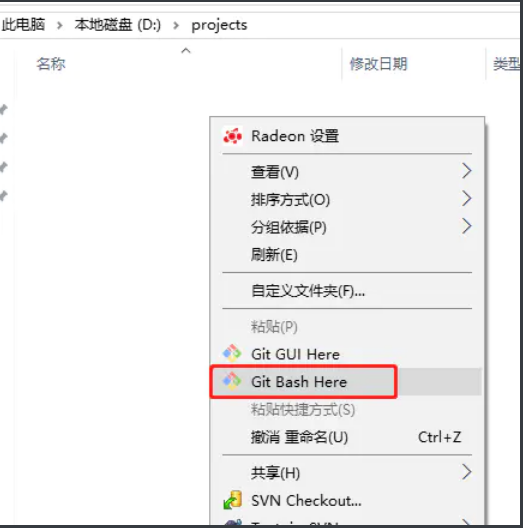 此电脑 > 本地磁盘 (D:) > projects
名称 修改日期 类型
Radeon 设置
查看(V)
排序方式(O)
分组依据(P)
刷新(E)
自定义文件夹(F)...
粘贴(P)
Git GUI Here
Git Bash Here
粘贴快捷方式(S)
撤消 重命名(U) Ctrl+Z
共享(H)
SVN Checkout...